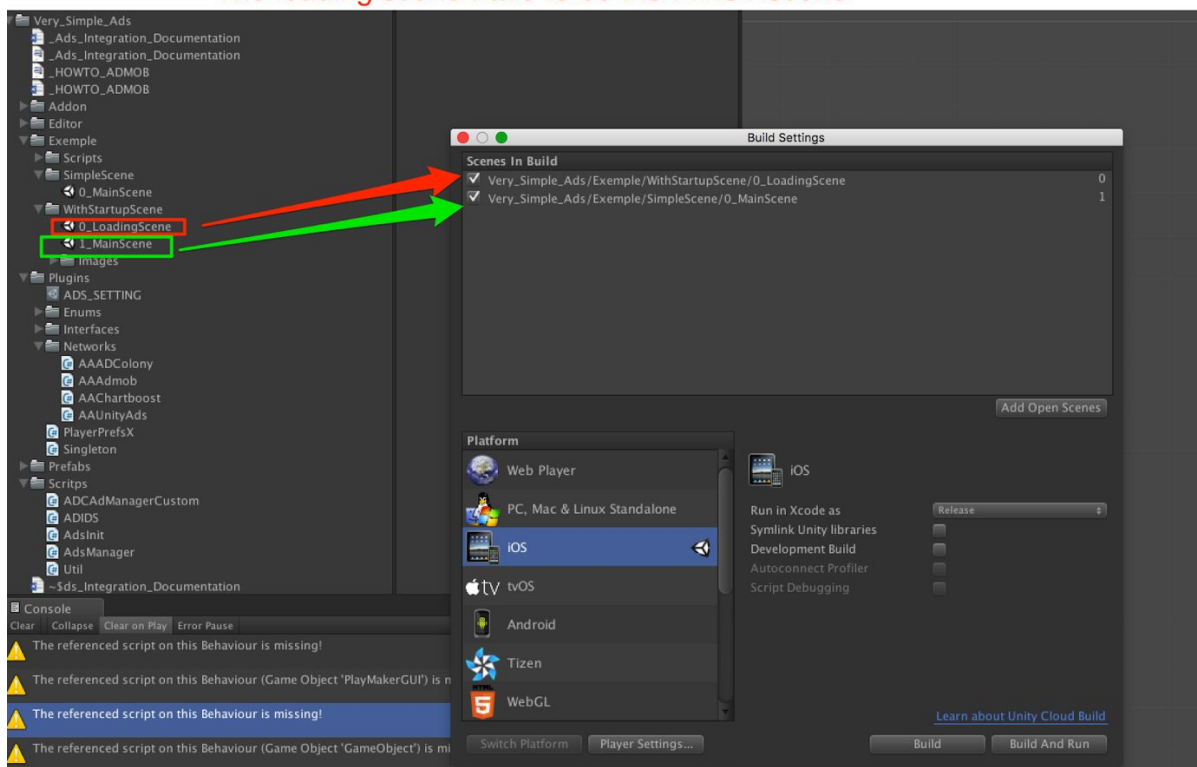 Very_Simple_Ads
_Ads_Integration_Documentation
_Ads_Integration_Documentation
_HOWTO_ADMOB
_HOWTO_ADMOB
Addon
Editor
Exemple
Scripts
SimpleScene
0_MainScene
WithStartupScene
0_LoadingScene
1_MainScene
Images
Plugins
ADS_SETTING
Enums
Interfaces
Networks
AAADColony
AAAdmob
AAChartboost
AAUnityAds
PlayerPrefsX
Singleton
Prefabs
Scritps
ADCAdManagerCustom
ADIDS
AdsInit
AdsManager
Util
~$ds_Integration_Documentation
Console
Clear Collapse Clear on Play Error Pause
The referenced script on this Behaviour is missing!
The referenced script on this Behaviour (Game Object 'PlayMakerGUI') is
The referenced script on this Behaviour is missing!
The referenced script on this Behaviour (Game Object 'GameObject') is
Build Settings
Scenes In Build
Very_Simple_Ads/Exemple/WithStartupScene/0_LoadingScene 0
Very_Simple_Ads/Exemple/SimpleScene/0_MainScene 1
Add Open Scenes
Platform
Web Player
PC, Mac & Linux Standalone
iOS
tvOS
Android
Tizen
HTML
5
WebGL
iOS
Run in Xcode as Release
Symlink Unity libraries
Development Build
Autoconnect Profiler
Script Debugging
Learn about Unity Cloud Build
Switch Platform Player Settings... Build Build And Run